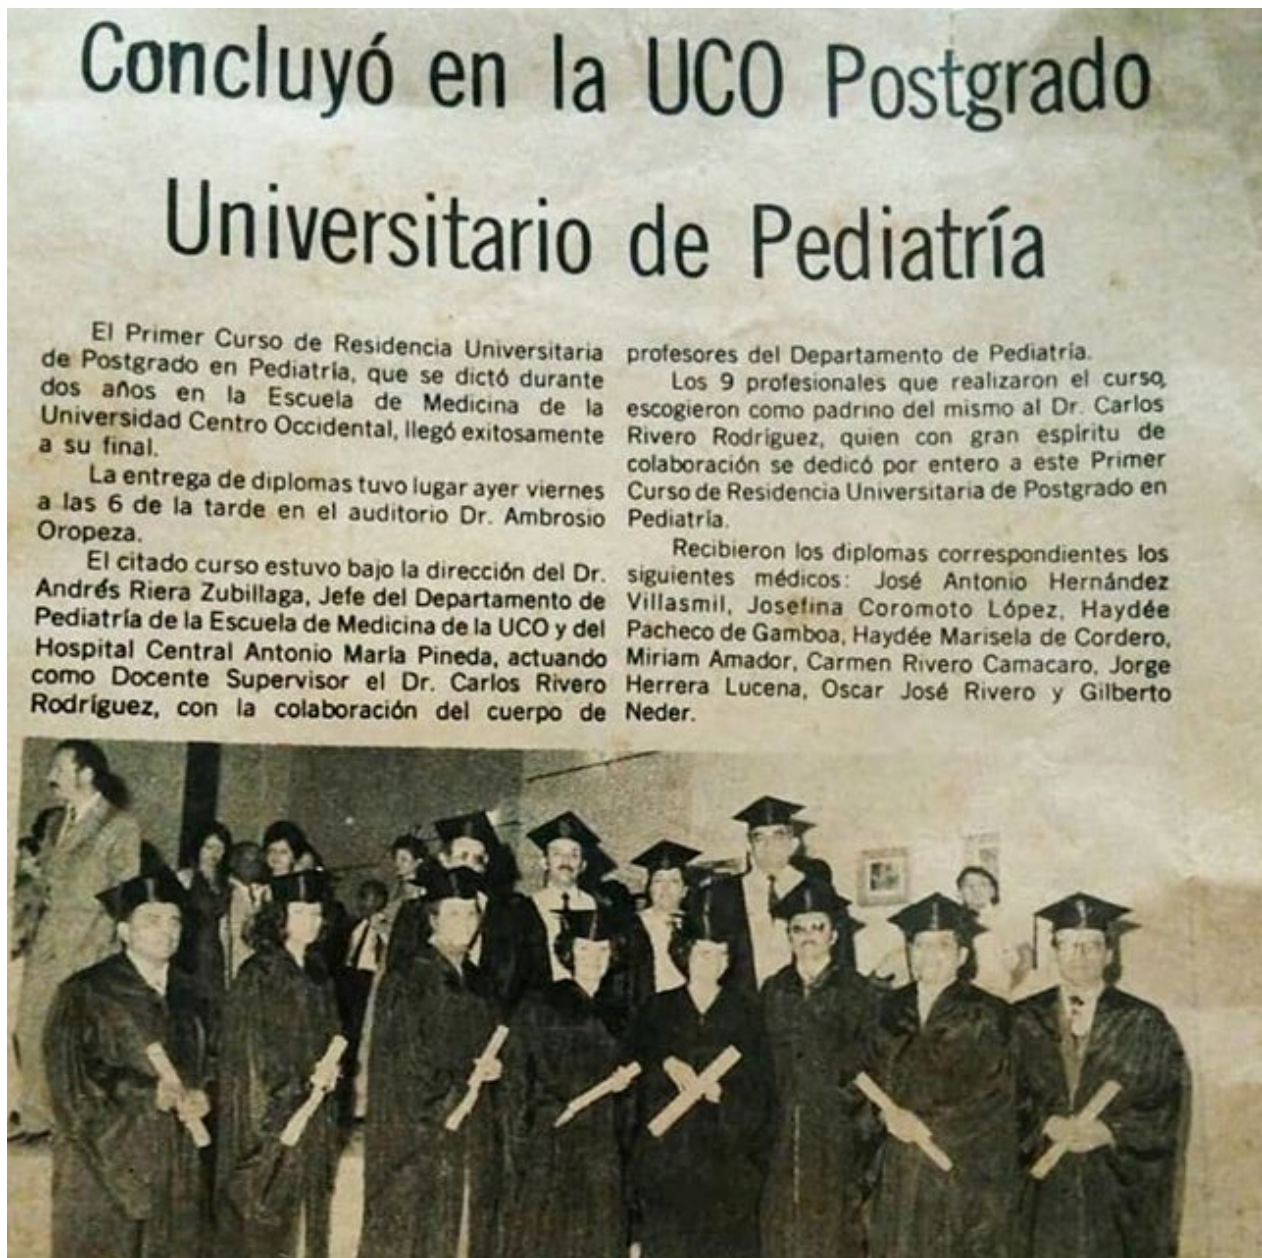 Concluyó en la UCO Postgrado
Universitario de Pediatría
El Primer Curso de Residencia Universitaria
de Postgrado en Pediatría, que se dictó durante
dos años en la Escuela de Medicina de la
Universidad Centro Occidental, llegó exitosamente
a su final.
La entrega de diplomas tuvo lugar ayer viernes
a las 6 de la tarde en el auditorio Dr. Ambrosio
Oropeza.
El citado curso estuvo bajo la dirección del Dr.
Andrés Riera Zubillaga, Jefe del Departamento de
Pediatría de la Escuela de Medicina de la UCO y del
Hospital Central Antonio María Pineda, actuando
como Docente Supervisor el Dr. Carlos Rivero
Rodríguez, con la colaboración del cuerpo de
profesores del Departamento de Pediatría.
Los 9 profesionales que realizaron el curso,
escogieron como padrino del mismo al Dr. Carlos
Rivero Rodríguez, quien con gran espíritu de
colaboración se dedicó por entero a este Primer
Curso de Residencia Universitaria de Postgrado en
Pediatría.
Recibieron los diplomas correspondientes los
siguientes médicos: José Antonio Hernández
Villasmil, Josefina Coromoto López, Haydée
Pacheco de Gamboa, Haydée Marisela de Cordero,
Miriam Amador, Carmen Rivero Camacaro, Jorge
Herrera Lucena, Oscar José Rivero y Gilberto
Neder.